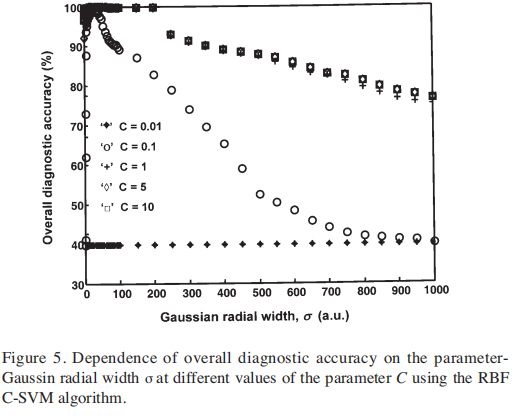 Overall diagnostic accuracy (%)
100
90
80
70
60
50
40
30
'✦' C = 0.01
'o' C = 0.1
'+' C = 1
'◊' C = 5
'□' C = 10
0 100 200 300 400 500 600 700 800 900 1000
Gaussian radial width, σ (a.u.)
Figure 5. Dependence of overall diagnostic accuracy on the parameter-
Gaussin radial width σ at different values of the parameter C using the RBF
C-SVM algorithm.